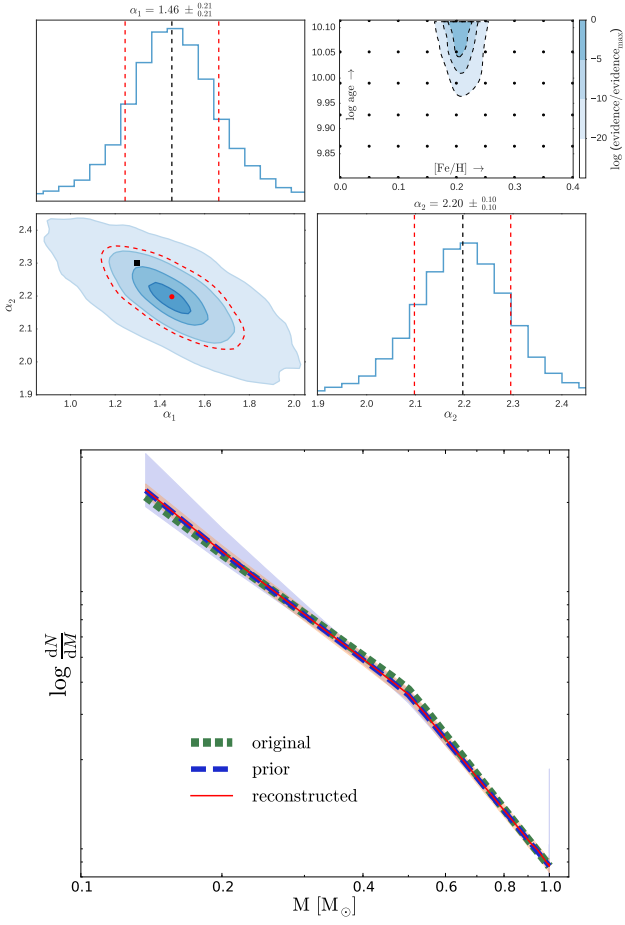 α₁ = 1.46 ± 0.21 0.21
10.10
10.05
10.00
9.95
9.90
9.85
log age →
[Fe/H] →
0.0 0.1 0.2 0.3 0.4
0
−5
−10
−20
log (evidence/evidence_max)
2.4
2.3
2.2
2.1
2.0
1.9
α₂
1.0 1.2 1.4 1.6 1.8 2.0
α₁
α₂ = 2.20 ± 0.10 0.10
1.9 2.0 2.1 2.2 2.3 2.4
α₂
log dN/dM
original
prior
reconstructed
0.1 0.2 0.4 0.6 0.8 1.0
M [M⊙]